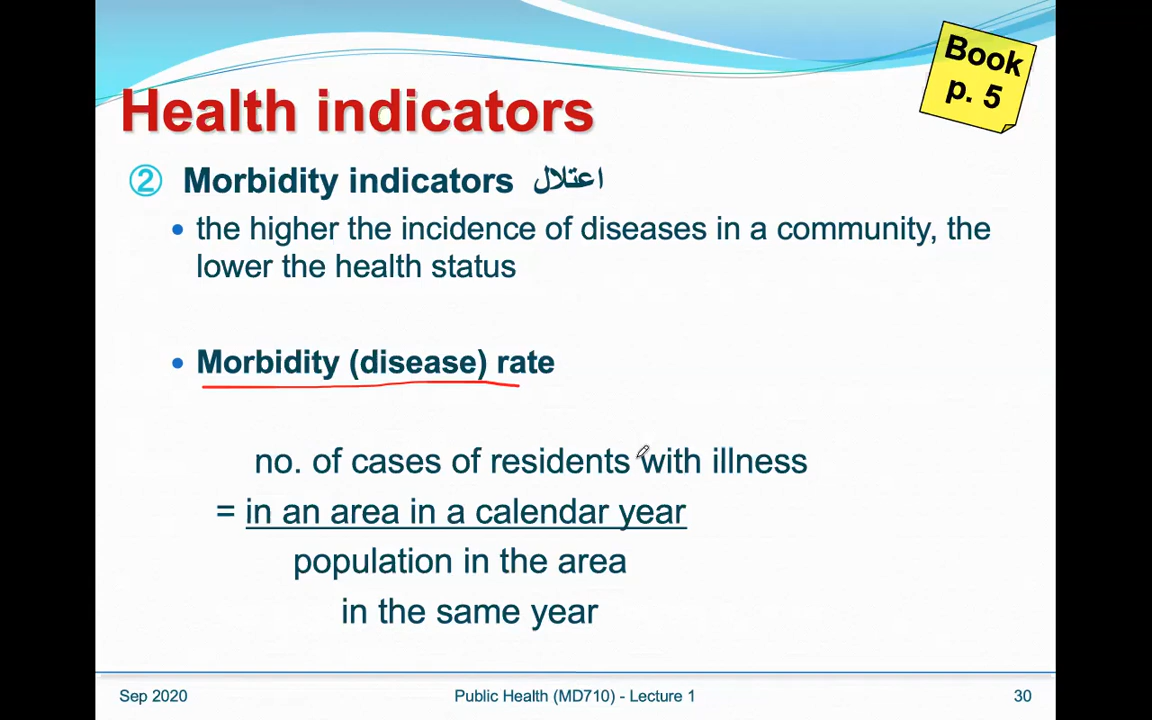 Book
p. 5
Health indicators
② Morbidity indicators اعتلال
• the higher the incidence of diseases in a community, the
lower the health status
• Morbidity (disease) rate
no. of cases of residents with illness
= in an area in a calendar year
population in the area
in the same year
Sep 2020 Public Health (MD710) - Lecture 1 30